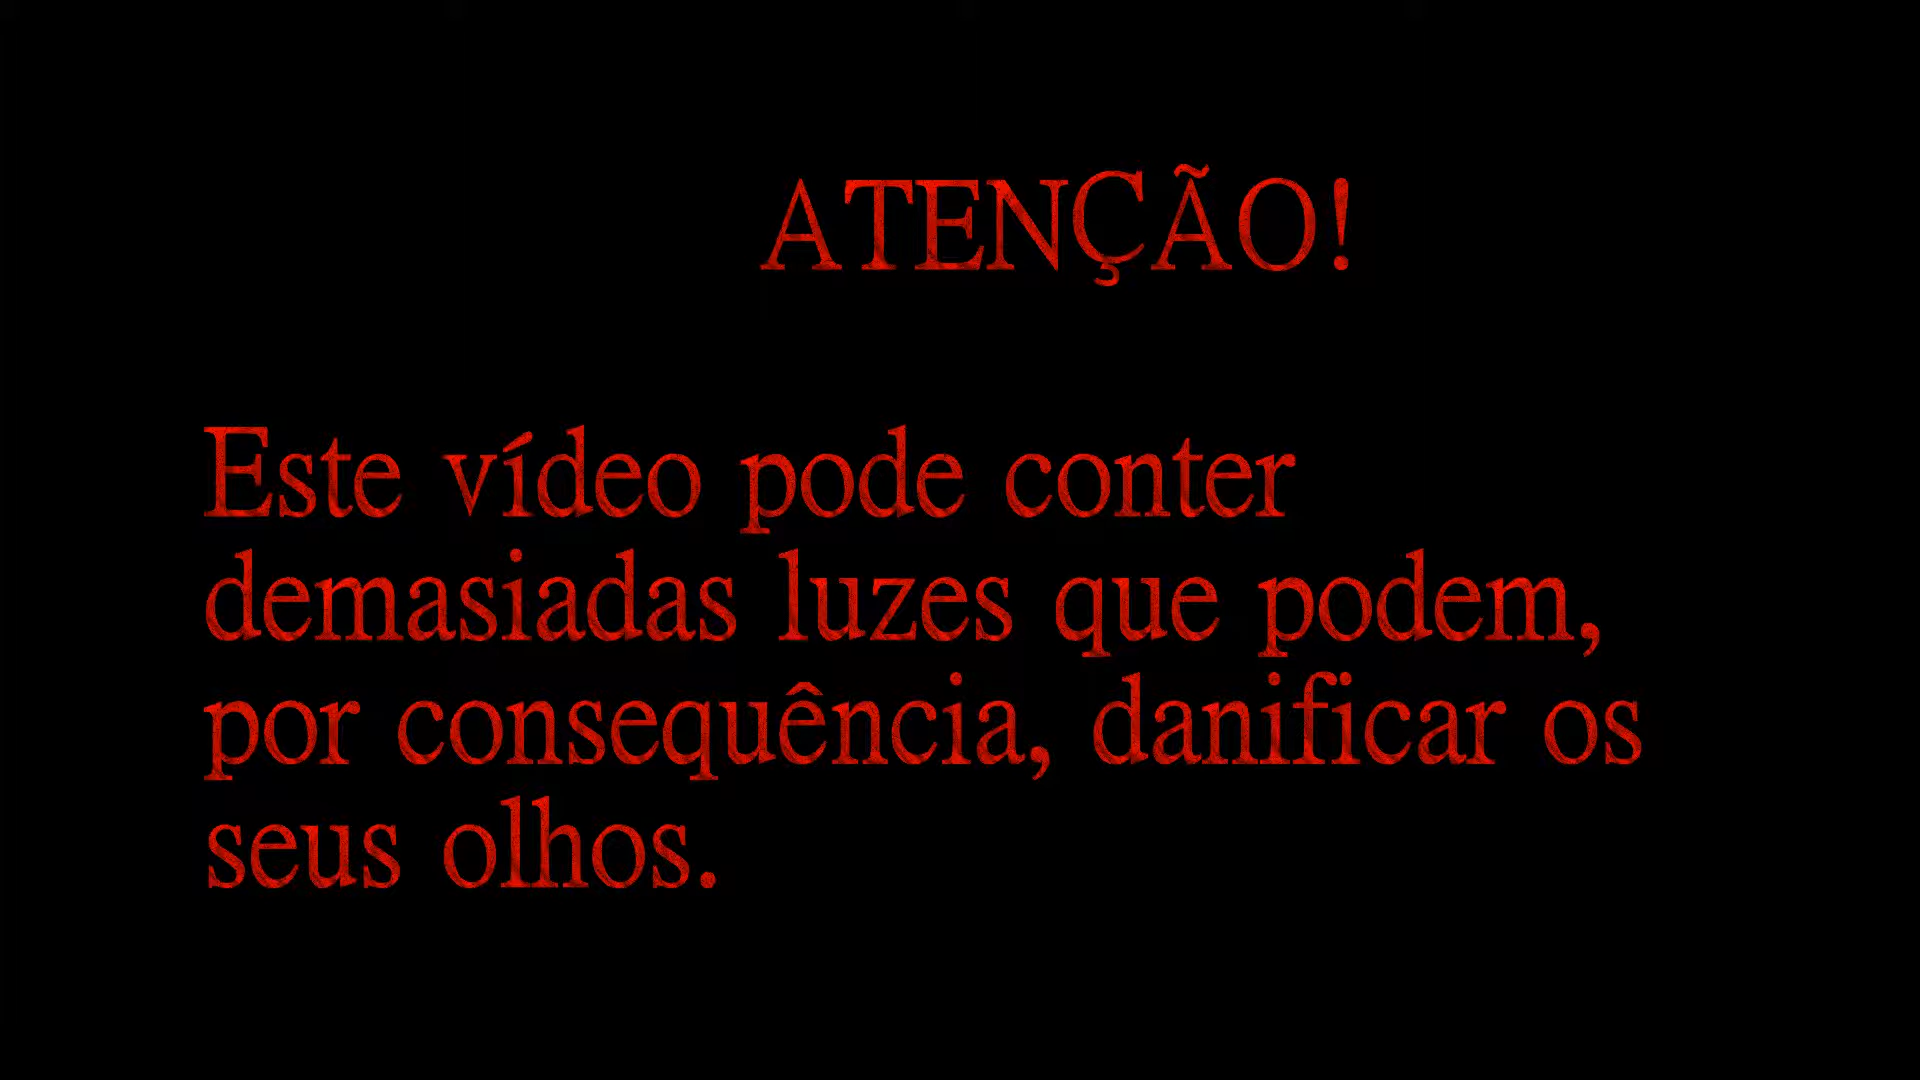 ATENÇÃO!
Este vídeo pode conter
demasiadas luzes que podem,
por consequência, danificar os
seus olhos.